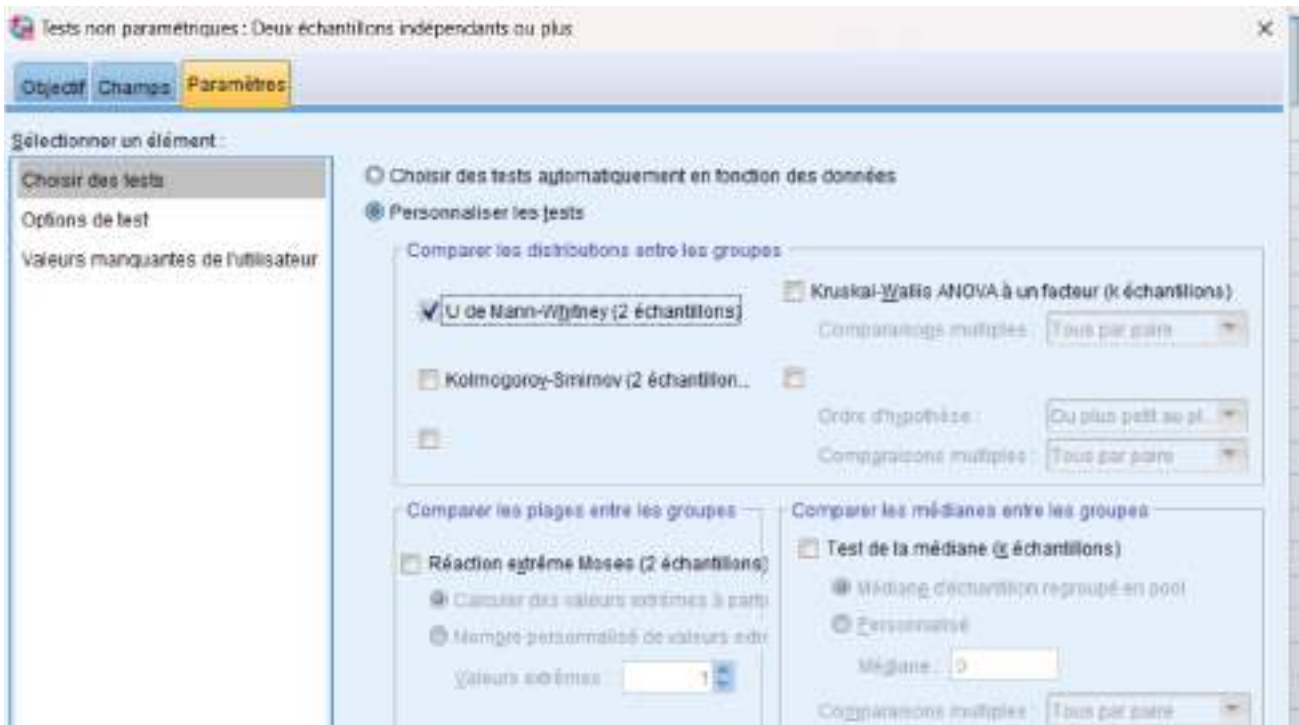 Tests non paramétriques : Deux échantillons indépendants ou plus
Objectif Champs Paramètres
Sélectionner un élément :
Choisir des tests
Options de test
Valeurs manquantes de l'utilisateur
Choisir des tests automatiquement en fonction des données
Personnaliser les tests
Comparer les distributions entre les groupes
U de Mann-Whitney (2 échantillons)
Kruskal-Wallis ANOVA à un facteur (k échantillons)
Comparaisons multiples : Tous par paire
Kolmogorov-Smirnov (2 échantillon...
Ordre d'hypothèse : Du plus petit au pl...
Comparaisons multiples : Tous par paire
Comparer les plages entre les groupes
Réaction extrême Moses (2 échantillons)
Calculer des valeurs extrêmes à parti
Nombre personnalisé de valeurs extr
Valeurs extrêmes : 1
Comparer les médianes entre les groupes
Test de la médiane (k échantillons)
Médiane d'échantillon regroupé en pool
Personnalisé
Médiane : 0
Comparaisons multiples : Tous par paire